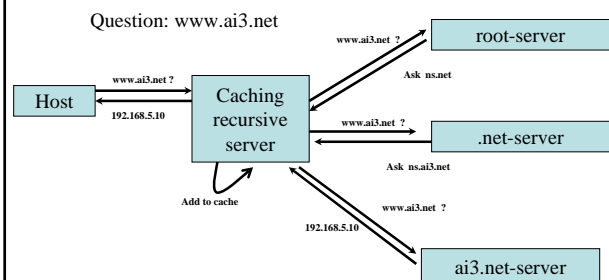 Question: www.ai3.net
www.ai3.net ?
root-server
Ask ns.net
www.ai3.net ?
Host
192.168.5.10
Caching
recursive
server
www.ai3.net ?
.net-server
Ask ns.ai3.net
Add to cache
www.ai3.net ?
192.168.5.10
ai3.net-server